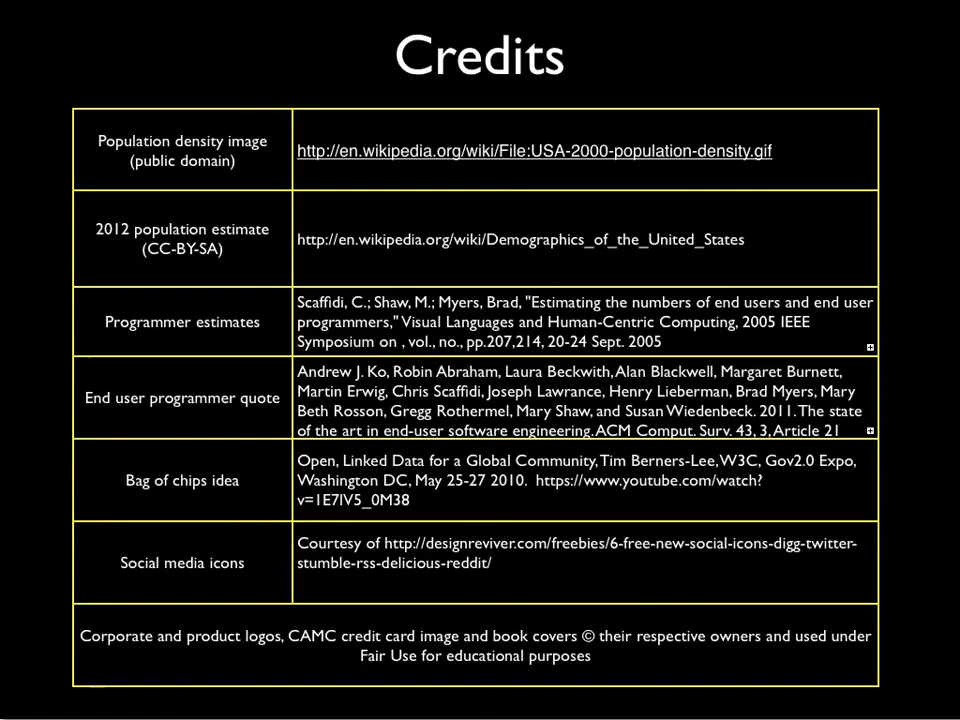 Credits
Population density image
(public domain)
http://en.wikipedia.org/wiki/File:USA-2000-population-density.gif
2012 population estimate
(CC-BY-SA)
http://en.wikipedia.org/wiki/Demographics_of_the_United_States
Programmer estimates
Scaffidi, C.; Shaw, M.; Myers, Brad, "Estimating the numbers of end users and end user
programmers," Visual Languages and Human-Centric Computing, 2005 IEEE
Symposium on , vol., no., pp.207,214, 20-24 Sept. 2005
End user programmer quote
Andrew J. Ko, Robin Abraham, Laura Beckwith, Alan Blackwell, Margaret Burnett,
Martin Erwig, Chris Scaffidi, Joseph Lawrance, Henry Lieberman, Brad Myers, Mary
Beth Rosson, Gregg Rothermel, Mary Shaw, and Susan Wiedenbeck. 2011. The state
of the art in end-user software engineering. ACM Comput. Surv. 43, 3, Article 21
Bag of chips idea
Open, Linked Data for a Global Community, Tim Berners-Lee, W3C, Gov2.0 Expo,
Washington DC, May 25-27 2010.  https://www.youtube.com/watch?
v=1E7lV5_0M38
Social media icons
Courtesy of http://designreviver.com/freebies/6-free-new-social-icons-digg-twitter-
stumble-rss-delicious-reddit/
Corporate and product logos, CAMC credit card image and book covers © their respective owners and used under
Fair Use for educational purposes